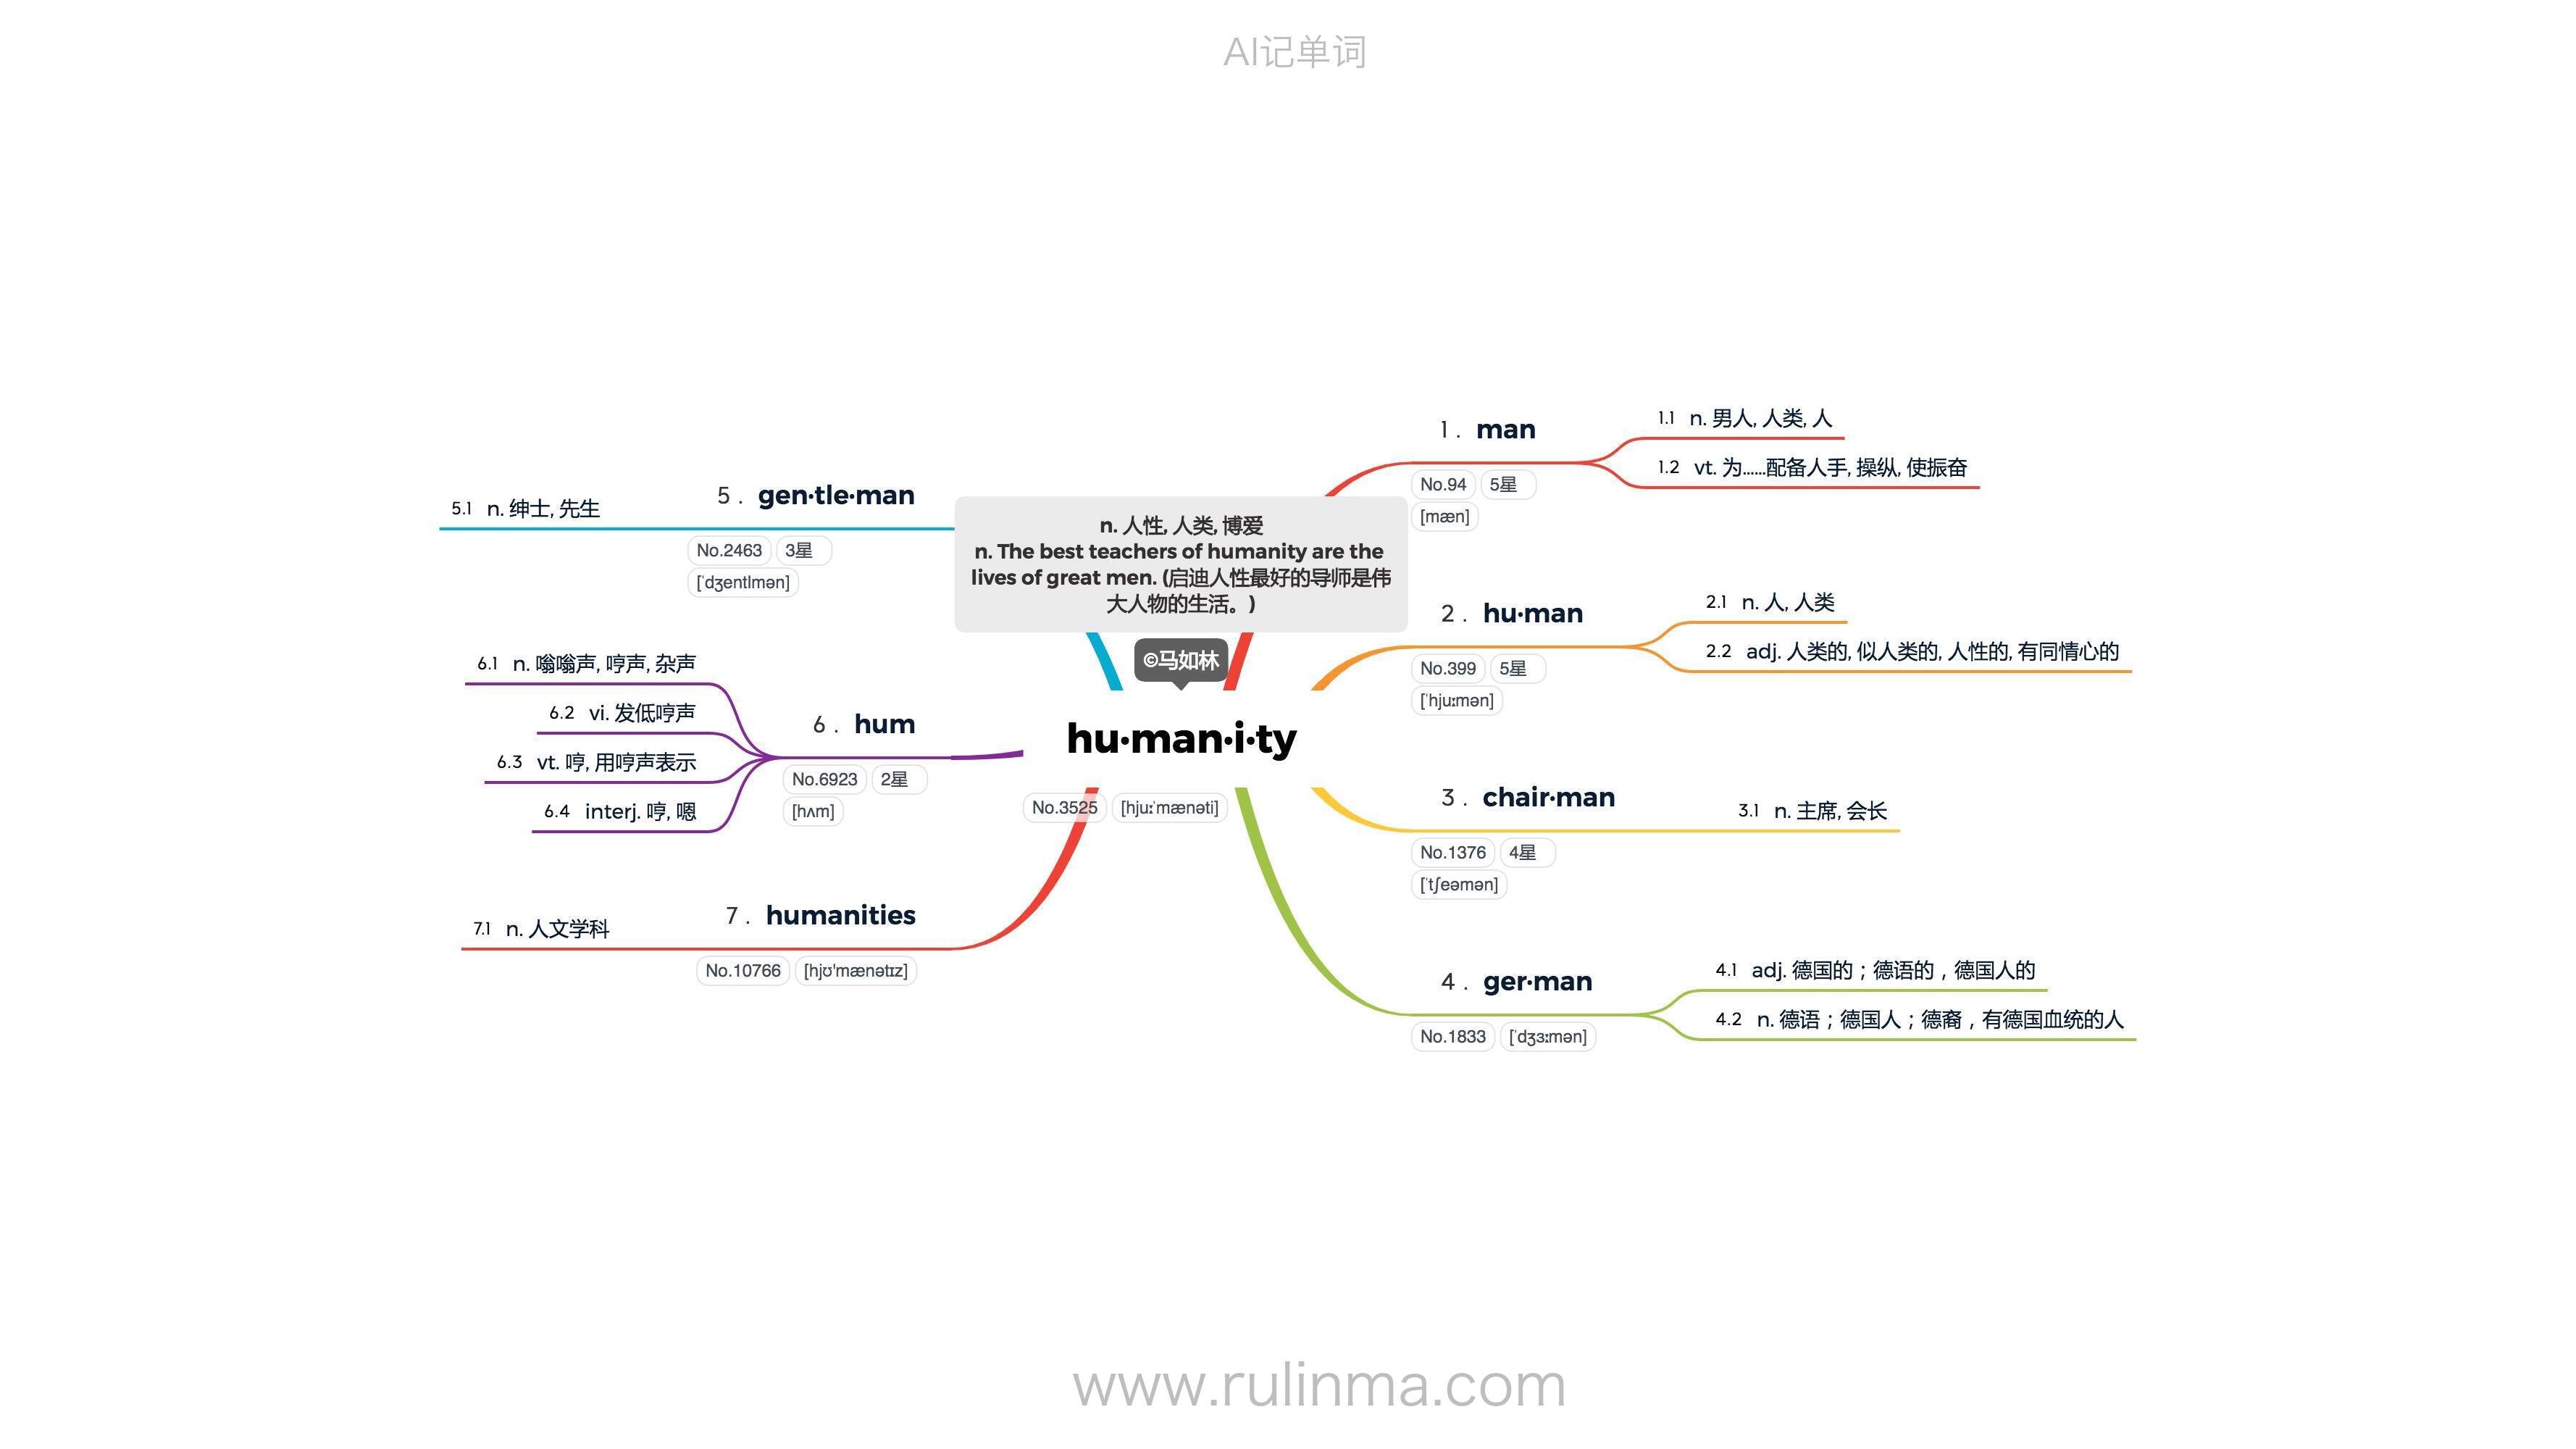 AI记单词
n. 人性, 人类, 博爱
n. The best teachers of humanity are the
lives of great men. (启迪人性最好的导师是伟
大人物的生活。)
©马如林
hu·man·i·ty
No.3525 [hjuːˈmænəti]
1 . man
No.94 5星
[mæn]
1.1 n. 男人, 人类, 人
1.2 vt. 为……配备人手, 操纵, 使振奋
2 . hu·man
No.399 5星
[ˈhjuːmən]
2.1 n. 人, 人类
2.2 adj. 人类的, 似人类的, 人性的, 有同情心的
3 . chair·man
No.1376 4星
[ˈtʃeəmən]
3.1 n. 主席, 会长
4 . ger·man
No.1833 [ˈdʒɜːmən]
4.1 adj. 德国的；德语的，德国人的
4.2 n. 德语；德国人；德裔，有德国血统的人
5 . gen·tle·man
No.2463 3星
[ˈdʒentlmən]
5.1 n. 绅士, 先生
6 . hum
No.6923 2星
[hʌm]
6.1 n. 嗡嗡声, 哼声, 杂声
6.2 vi. 发低哼声
6.3 vt. 哼, 用哼声表示
6.4 interj. 哼, 嗯
7 . humanities
No.10766 [hjʊ'mænətɪz]
7.1 n. 人文学科
www.rulinma.com